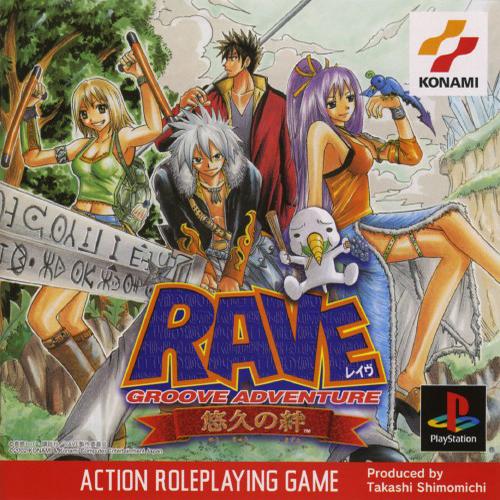 KONAMI
RAVE
レイヴ
GROOVE ADVENTURE
悠久の絆
TM
PlayStation
ACTION ROLEPLAYING GAME
Produced by
Takashi Shimomichi